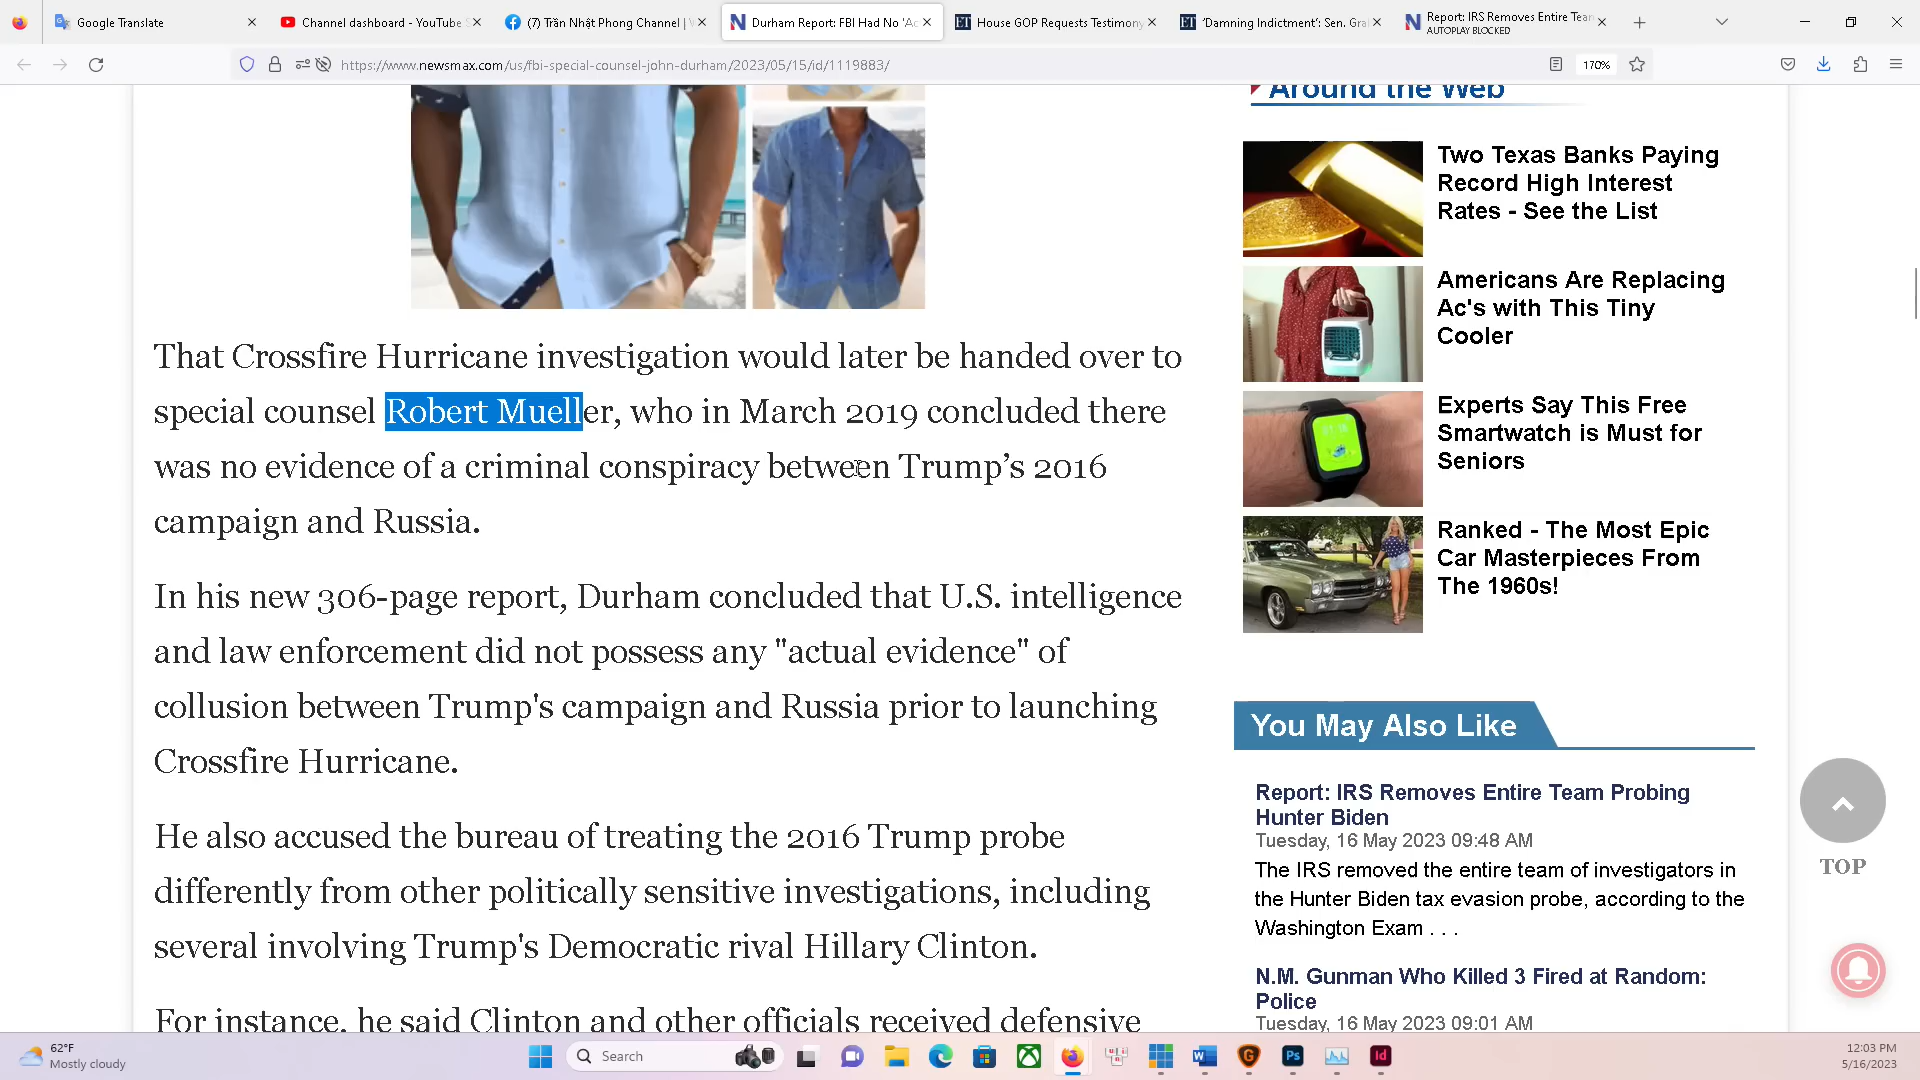 Google Translate
Channel dashboard - YouTube
(7) Trần Nhật Phong Channel |
Durham Report: FBI Had No 'Ac
House GOP Requests Testimony
'Damning Indictment': Sen. Gra
Report: IRS Removes Entire Tea
AUTOPLAY BLOCKED
https://www.newsmax.com/us/fbi-special-counsel-john-durham/2023/05/15/id/1119883/
170%
That Crossfire Hurricane investigation would later be handed over to
special counsel Robert Mueller, who in March 2019 concluded there
was no evidence of a criminal conspiracy between Trump’s 2016
campaign and Russia.
In his new 306-page report, Durham concluded that U.S. intelligence
and law enforcement did not possess any "actual evidence" of
collusion between Trump's campaign and Russia prior to launching
Crossfire Hurricane.
He also accused the bureau of treating the 2016 Trump probe
differently from other politically sensitive investigations, including
several involving Trump's Democratic rival Hillary Clinton.
For instance, he said Clinton and other officials received defensive
Around the Web
Two Texas Banks Paying
Record High Interest
Rates - See the List
Americans Are Replacing
Ac's with This Tiny
Cooler
Experts Say This Free
Smartwatch is Must for
Seniors
Ranked - The Most Epic
Car Masterpieces From
The 1960s!
You May Also Like
Report: IRS Removes Entire Team Probing
Hunter Biden
Tuesday, 16 May 2023 09:48 AM
The IRS removed the entire team of investigators in
the Hunter Biden tax evasion probe, according to the
Washington Exam . . .
N.M. Gunman Who Killed 3 Fired at Random:
Police
Tuesday, 16 May 2023 09:01 AM
TOP
62°F
Mostly cloudy
Search
12:03 PM
5/16/2023